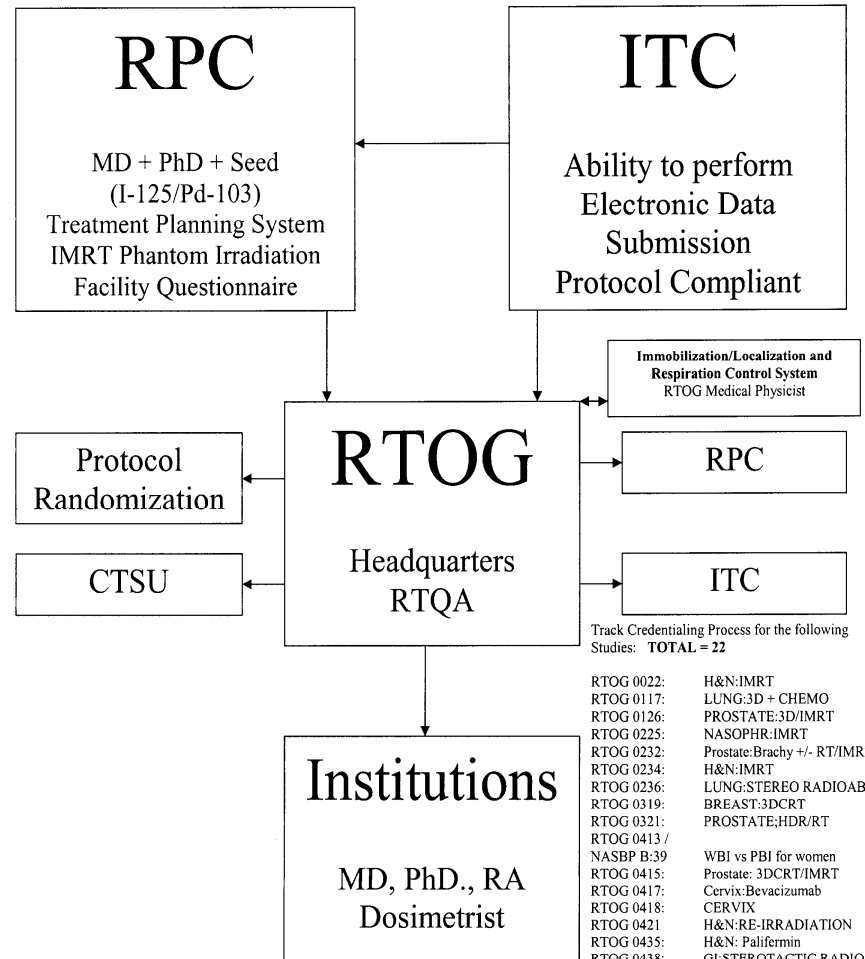 RPC
MD + PhD + Seed
(I-125/Pd-103)
Treatment Planning System
IMRT Phantom Irradiation
Facility Questionnaire
ITC
Ability to perform
Electronic Data
Submission
Protocol Compliant
Immobilization/Localization and
Respiration Control System
RTOG Medical Physicist
Protocol
Randomization
CTSU
RTOG
Headquarters
RTQA
RPC
ITC
Track Credentialing Process for the following
Studies: TOTAL = 22
RTOG 0022: H&N:IMRT
RTOG 0117: LUNG:3D + CHEMO
RTOG 0126: PROSTATE:3D/IMRT
RTOG 0225: NASOPHR:IMRT
RTOG 0232: Prostate:Brachy +/- RT/IMR
RTOG 0234: H&N:IMRT
RTOG 0236: LUNG:STEREO RADIOAB
RTOG 0319: BREAST:3DCRT
RTOG 0321: PROSTATE;HDR/RT
RTOG 0413 /
NASBP B:39 WBI vs PBI for women
RTOG 0415: Prostate: 3DCRT/IMRT
RTOG 0417: Cervix:Bevacizumab
RTOG 0418: CERVIX
RTOG 0421 H&N:RE-IRRADIATION
RTOG 0435: H&N: Palifermin
RTOG 0438: GI:STEROTACTIC RADIO
Institutions
MD, PhD., RA
Dosimetrist